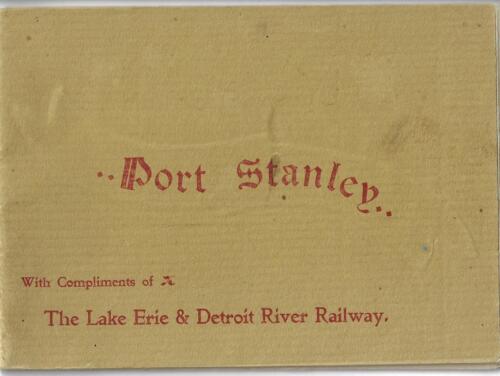 ..Port Stanley..
With Compliments of
The Lake Erie & Detroit River Railway.